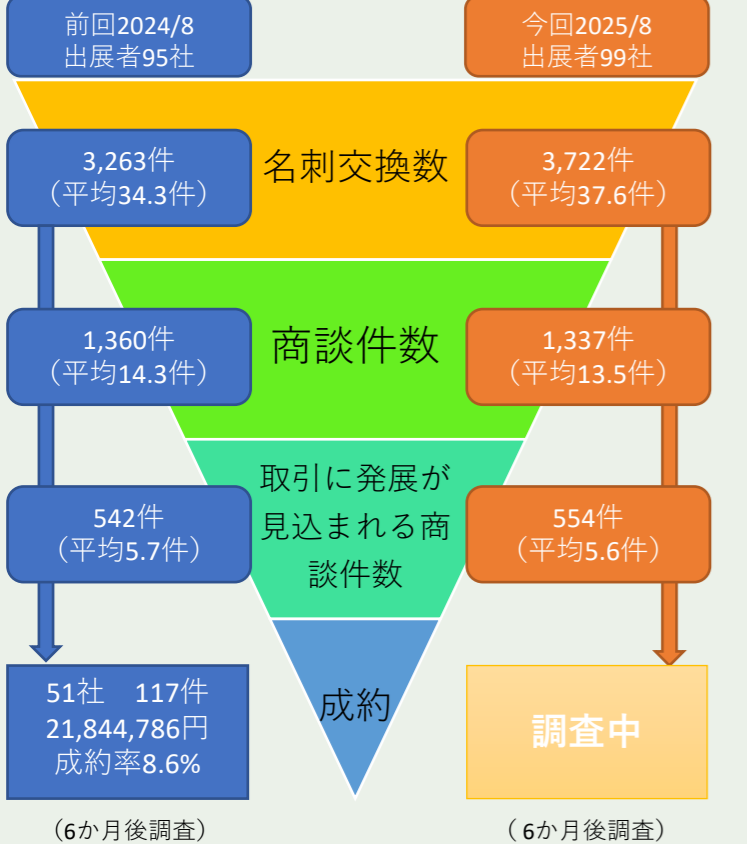 前回2024/8
出展者95社
今回2025/8
出展者99社
3,263件
（平均34.3件）
名刺交換数
3,722件
（平均37.6件）
1,360件
（平均14.3件）
商談件数
1,337件
（平均13.5件）
542件
（平均5.7件）
取引に発展が
見込まれる商
談件数
554件
（平均5.6件）
51社　117件
21,844,786円
成約率8.6%
成約
調査中
（6か月後調査）
（ 6か月後調査）